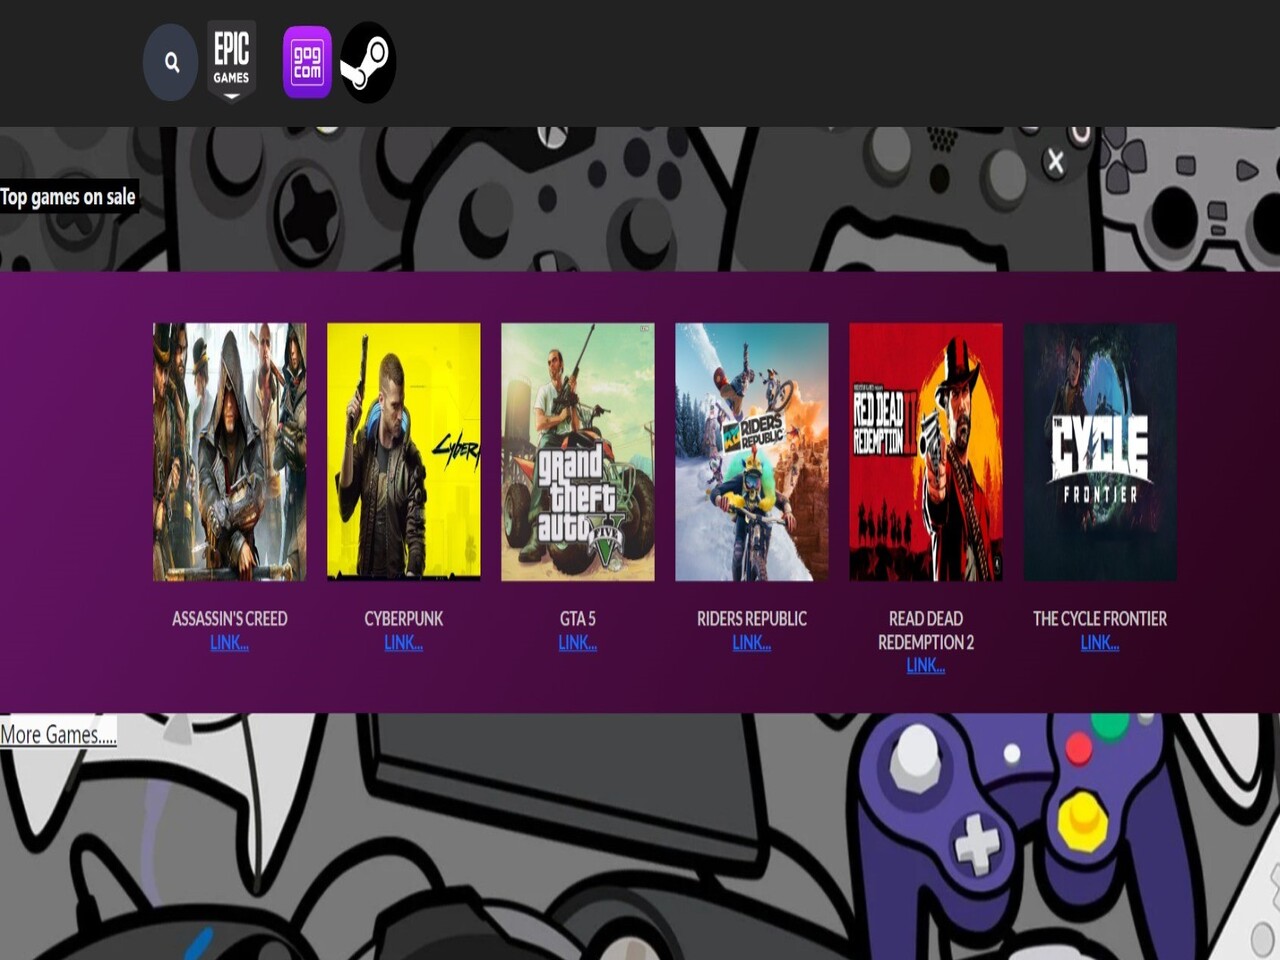 EPIC
GAMES
gog
com
Top games on sale
CYBER
grand
theft
auto
FIVE
V
RIDERS
REPUBLIC
RED DEAD
REDEMPTION II
THE
CYCLE
FRONTIER
ASSASSIN'S CREED
LINK...
CYBERPUNK
LINK...
GTA 5
LINK...
RIDERS REPUBLIC
LINK...
READ DEAD
REDEMPTION 2
LINK...
THE CYCLE FRONTIER
LINK...
More Games.....